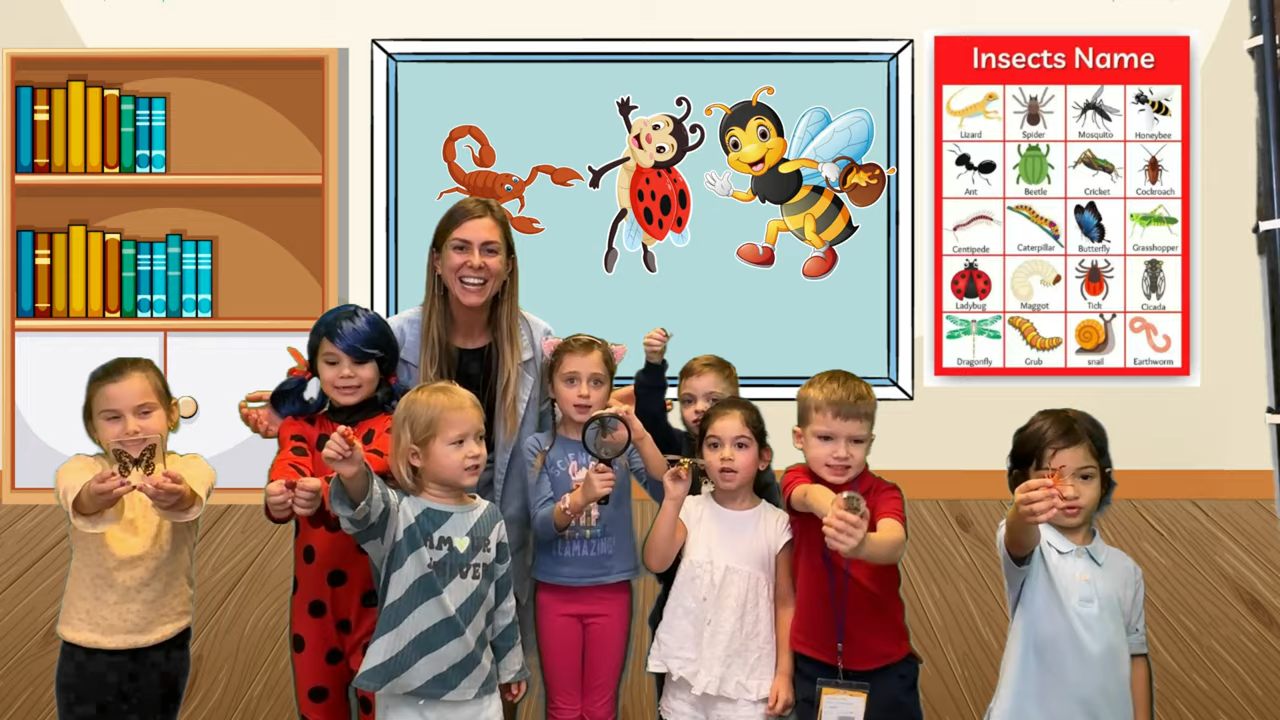 Insects Name
Lizard Spider Mosquito Honeybee
Ant Beetle Cricket Cockroach
Centipede Caterpillar Butterfly Grasshopper
Ladybug Maggot Tick Cicada
Dragonfly Grub snail Earthworm